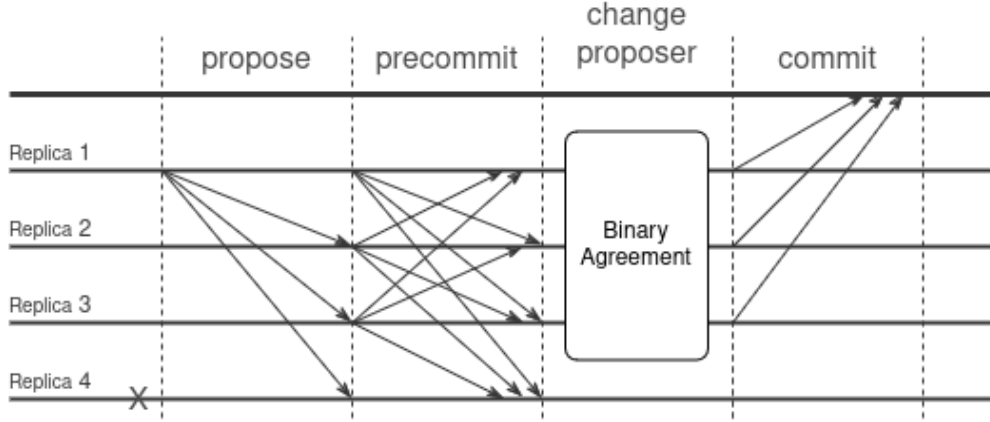 change
propose precommit proposer commit
Replica 1
Replica 2
Binary
Agreement
Replica 3
Replica 4
X